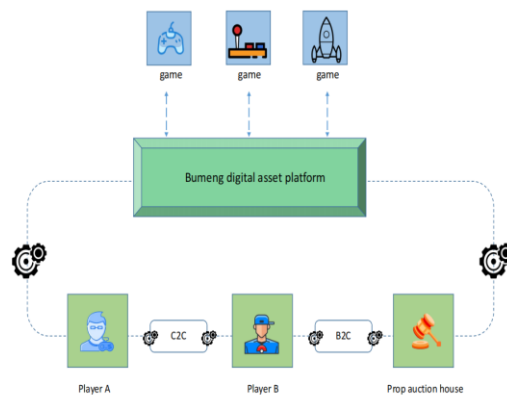 game game game
Bumeng digital asset platform
C2C B2C
Player A Player B Prop auction house